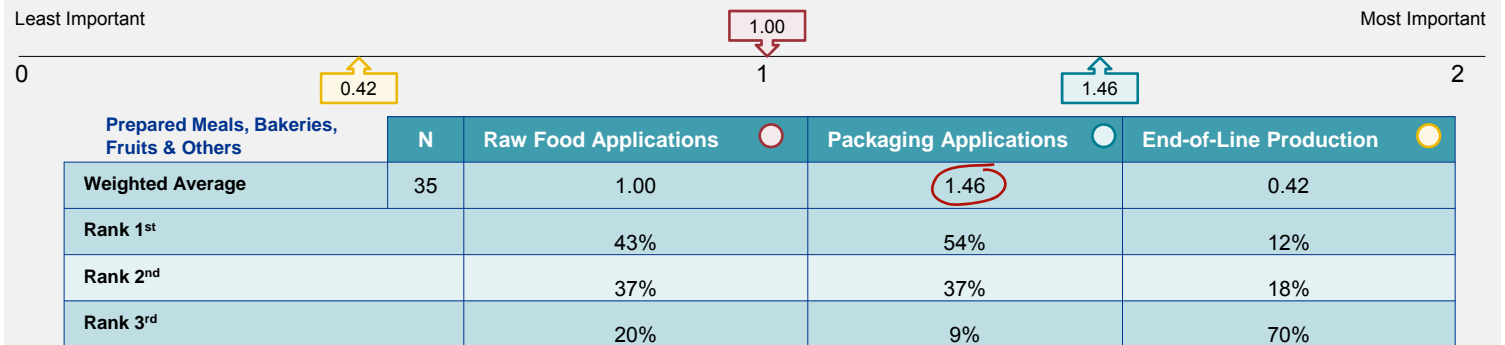 Least Important 1.00 Most Important
0 0.42 1 1.46 2
Prepared Meals, Bakeries,
Fruits & Others N Raw Food Applications Packaging Applications End-of-Line Production
Weighted Average 35 1.00 1.46 0.42
Rank 1st 43% 54% 12%
Rank 2nd 37% 37% 18%
Rank 3rd 20% 9% 70%